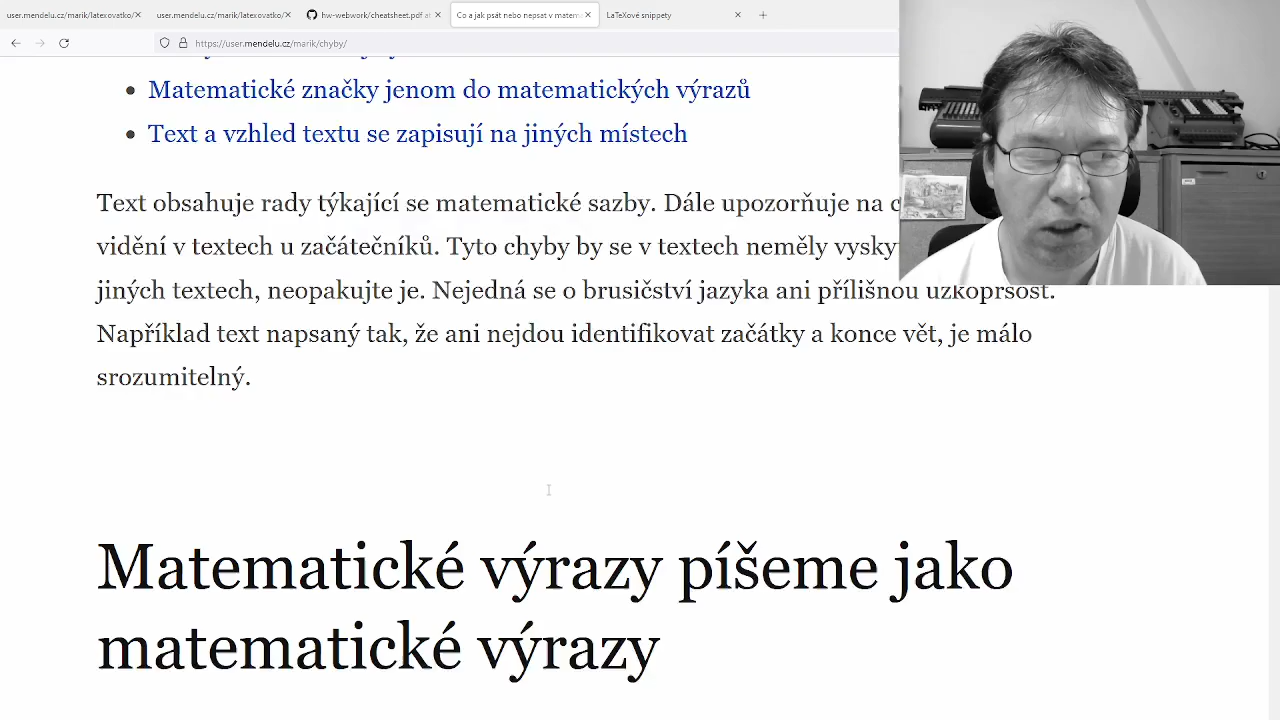 user.mendelu.cz/marik/latexovatko/
user.mendelu.cz/marik/latexovatko/
hw-webwork/cheatsheet.pdf at
Co a jak psát nebo nepsat v matem
LaTeXové snippety
https://user.mendelu.cz/marik/chyby/
Matematické značky jenom do matematických výrazů
Text a vzhled textu se zapisují na jiných místech
Text obsahuje rady týkající se matematické sazby. Dále upozorňuje na
vidění v textech u začátečníků. Tyto chyby by se v textech neměly
jiných textech, neopakujte je. Nejedná se o brusičství jazyka ani přílišnou úzkoprsost.
Například text napsaný tak, že ani nejdou identifikovat začátky a konce vět, je málo
srozumitelný.
Matematické výrazy píšeme jako
matematické výrazy